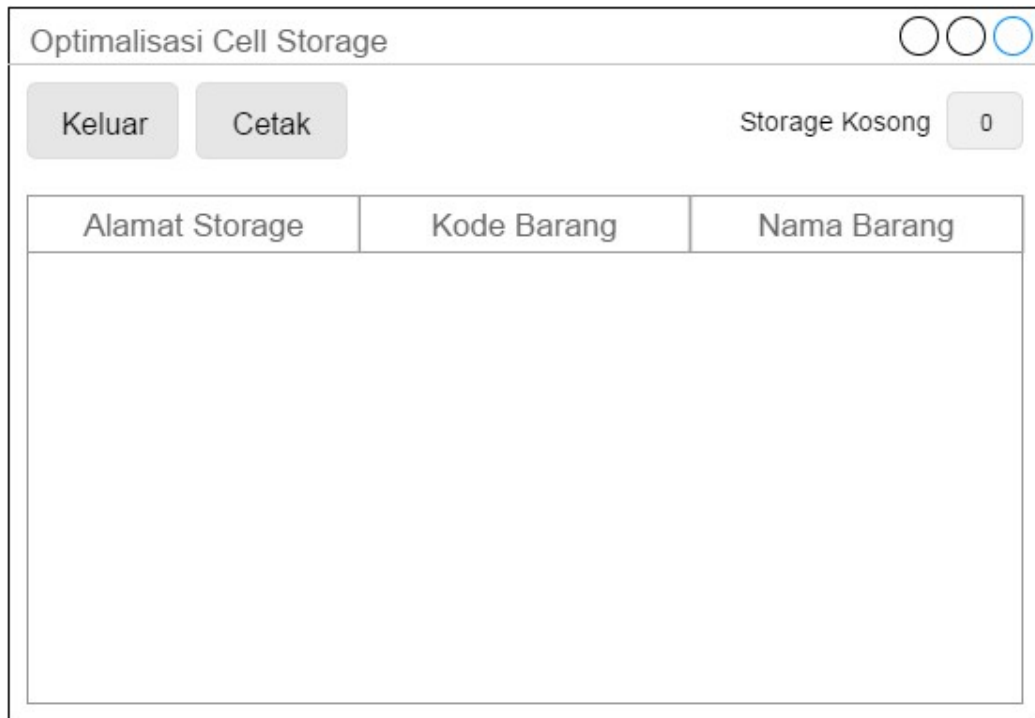 Optimalisasi Cell Storage
Keluar Cetak Storage Kosong 0
Alamat Storage Kode Barang Nama Barang